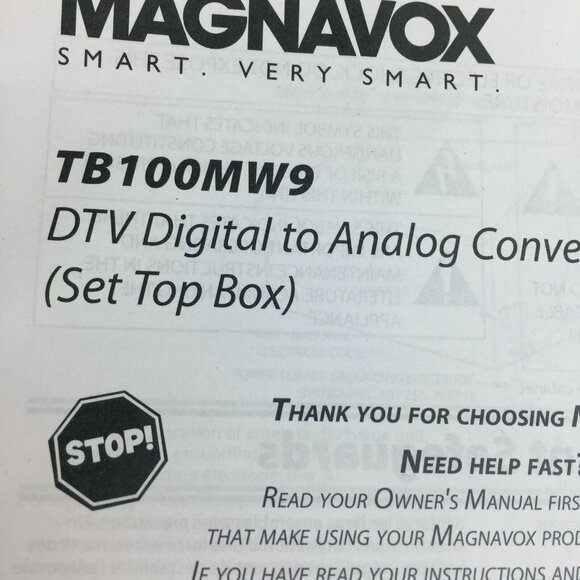 MAGNAVOX
SMART. VERY SMART.
TB100MW9
DTV Digital to Analog Conve
(Set Top Box)
STOP!
THANK YOU FOR CHOOSING M
NEED HELP FAST?
READ YOUR OWNER'S MANUAL FIRS
THAT MAKE USING YOUR MAGNAVOX PROD
IF YOU HAVE READ YOUR INSTRUCTIONS AND